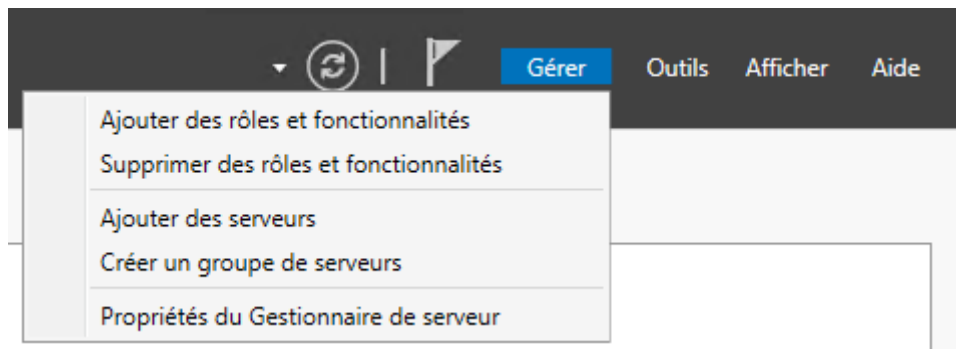 Gérer Outils Afficher Aide
Ajouter des rôles et fonctionnalités
Supprimer des rôles et fonctionnalités
Ajouter des serveurs
Créer un groupe de serveurs
Propriétés du Gestionnaire de serveur